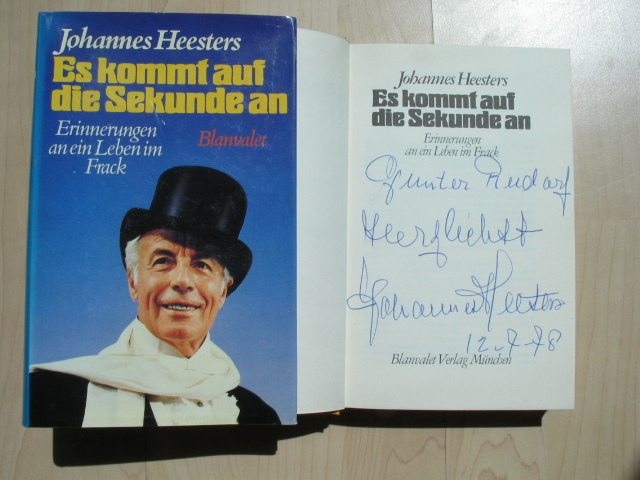 Johannes Heesters
Es kommt auf
die Sekunde an
Erinnerungen
an ein Leben im
Frack
Blanvalet
Johannes Heesters
Es kommt auf
die Sekunde an
Erinnerungen
an ein Leben im Frack
Gunter Rudorf
Herzlichst
Johannes Heesters
12.7.78
Blanvalet Verlag München